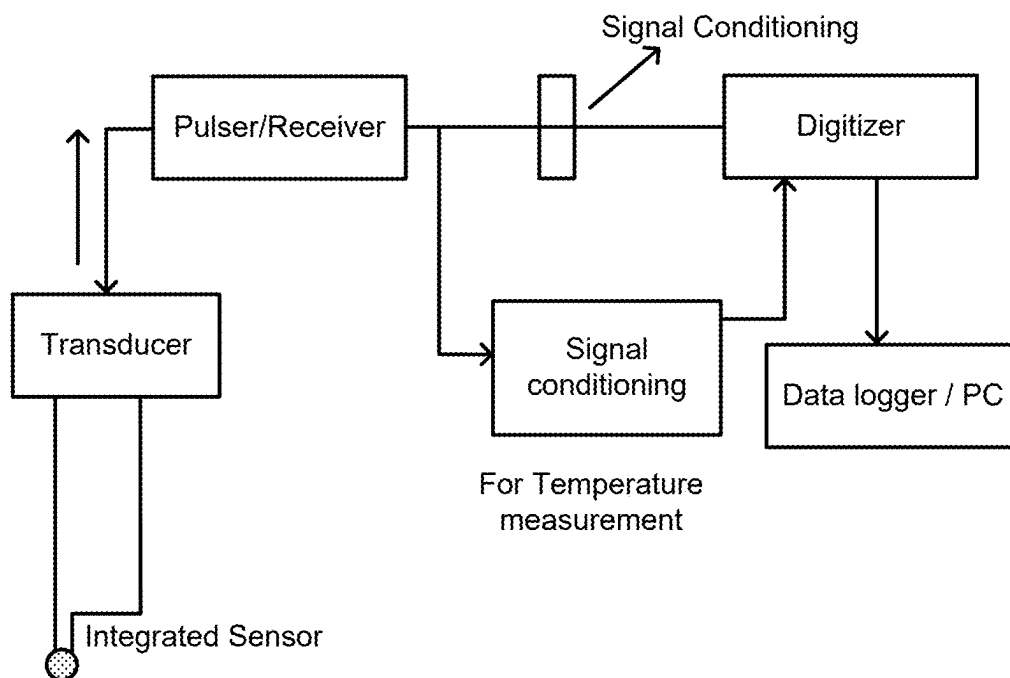 Signal Conditioning
Pulser/Receiver
Digitizer
Transducer
Signal
conditioning
Data logger / PC
For Temperature
measurement
Integrated Sensor